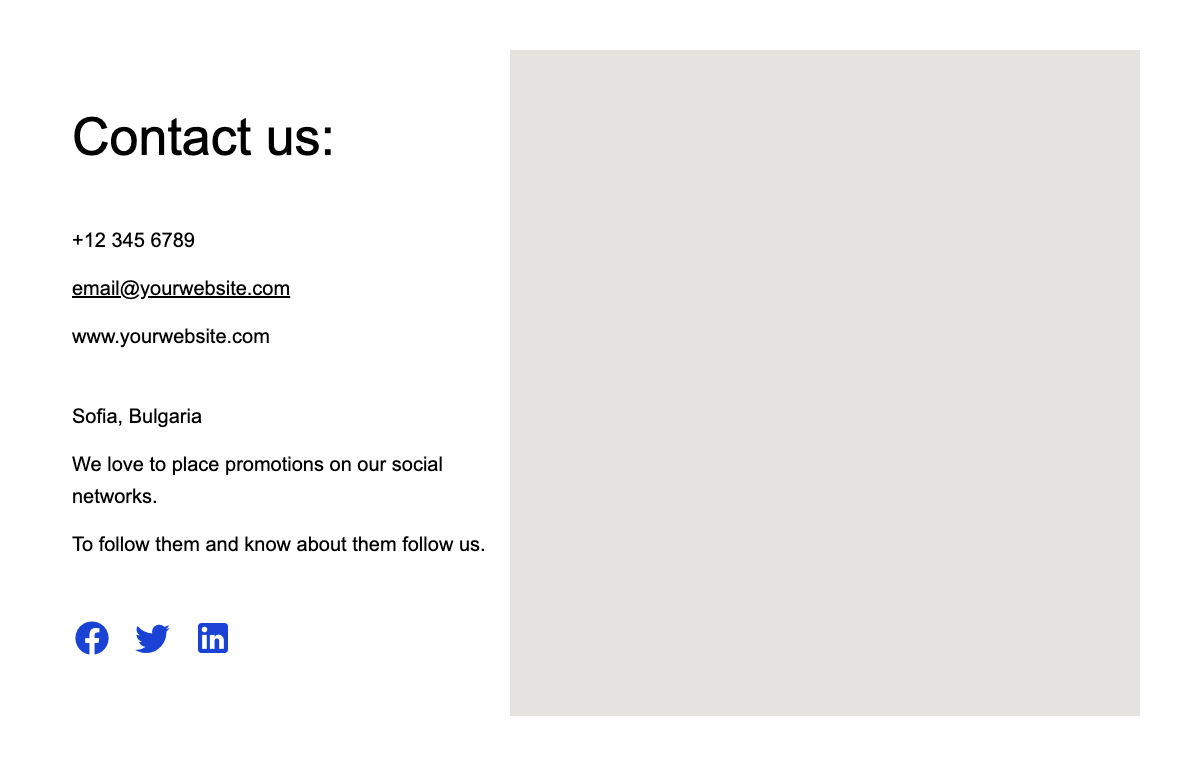 Contact us:
+12 345 6789
email@yourwebsite.com
www.yourwebsite.com
Sofia, Bulgaria
We love to place promotions on our social
networks.
To follow them and know about them follow us.